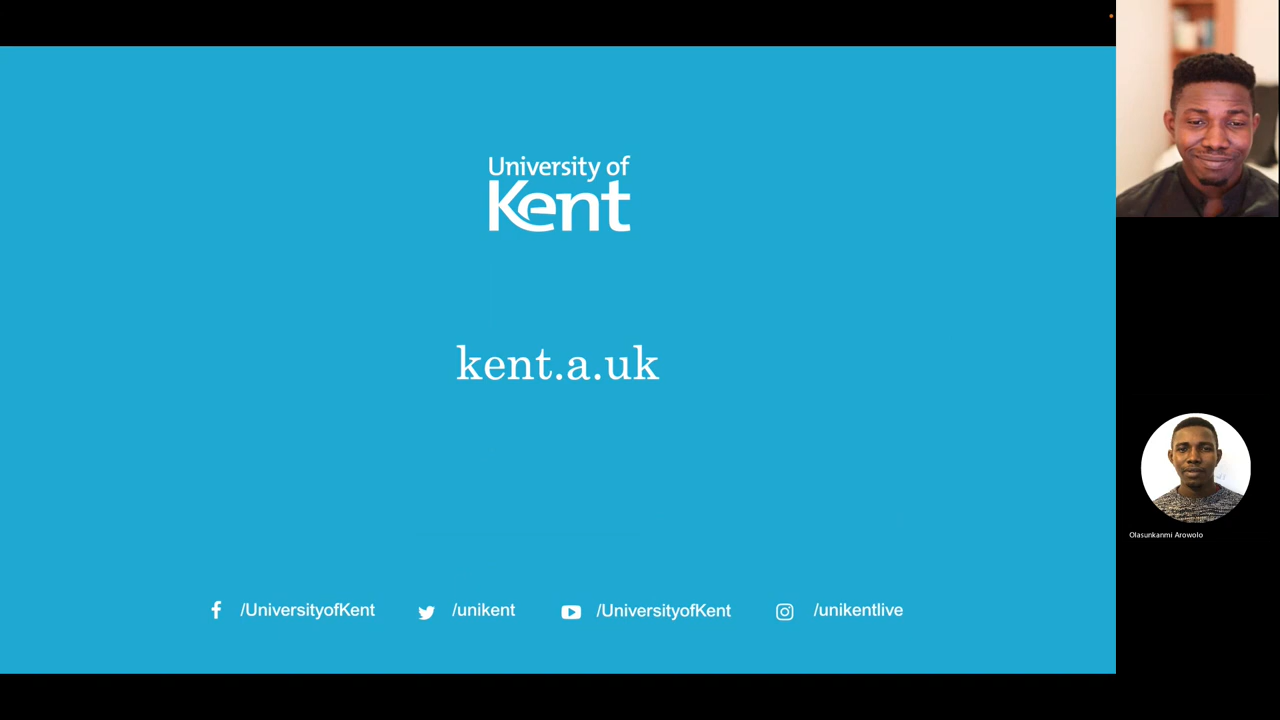 University of
Kent
kent.a.uk
/UniversityofKent
/unikent
/UniversityofKent
/unikentlive
Olasunkanmi Arowolo